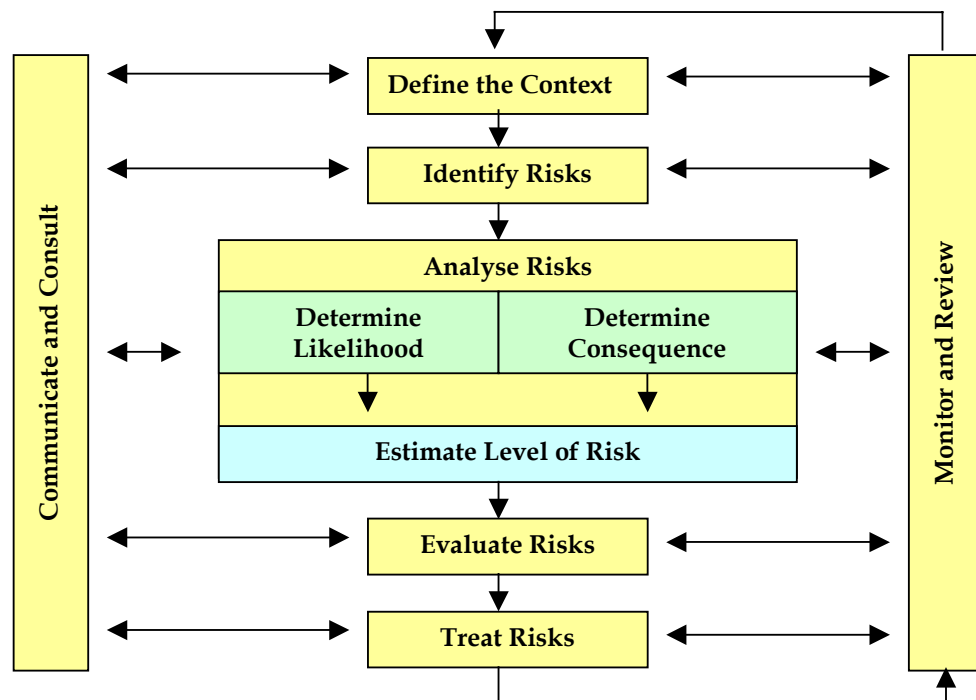 Communicate and Consult
Define the Context
Identify Risks
Analyse Risks
Determine
Likelihood
Determine
Consequence
Estimate Level of Risk
Evaluate Risks
Treat Risks
Monitor and Review